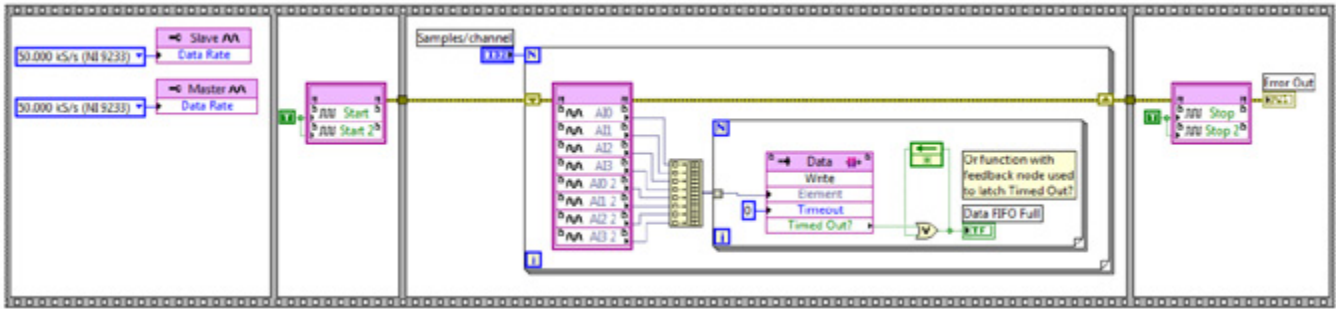 Slave
50.000 kS/s (NI 9233)
Data Rate
Master
50.000 kS/s (NI 9233)
Data Rate
Start
Start 2
Samples/channel
N
AI0
AI1
AI2
AI3
AI0 2
AI1 2
AI2 2
AI3 2
i
N
Data
Write
Element
0
Timeout
Timed Out?
i
Or function with
feedback node used
to latch Timed Out?
Data FIFO Full
TF
Stop
Stop 2
Error Out